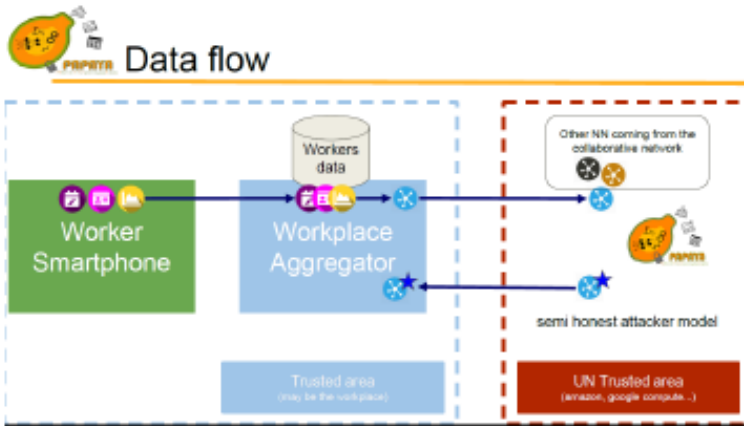 PAPAYA
Data flow
Workers
data
Other NN coming from the
collaborative network
Worker
Smartphone
Workplace
Aggregator
PAPAYA
semi honest attacker model
Trusted area
(may be the workplace)
UN Trusted area
(amazon, google compute...)